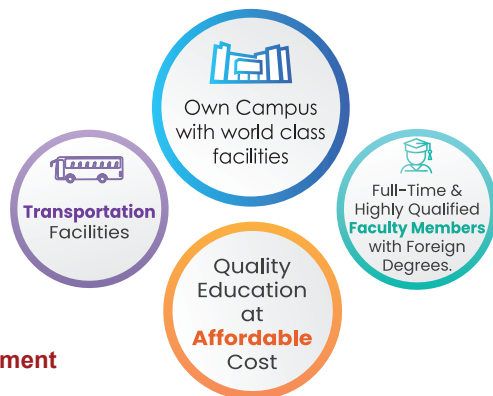 Own Campus
with world class
facilities
Transportation
Facilities
Full-Time &
Highly Qualified
Faculty Members
with Foreign
Degrees.
Quality
Education
at
Affordable
Cost